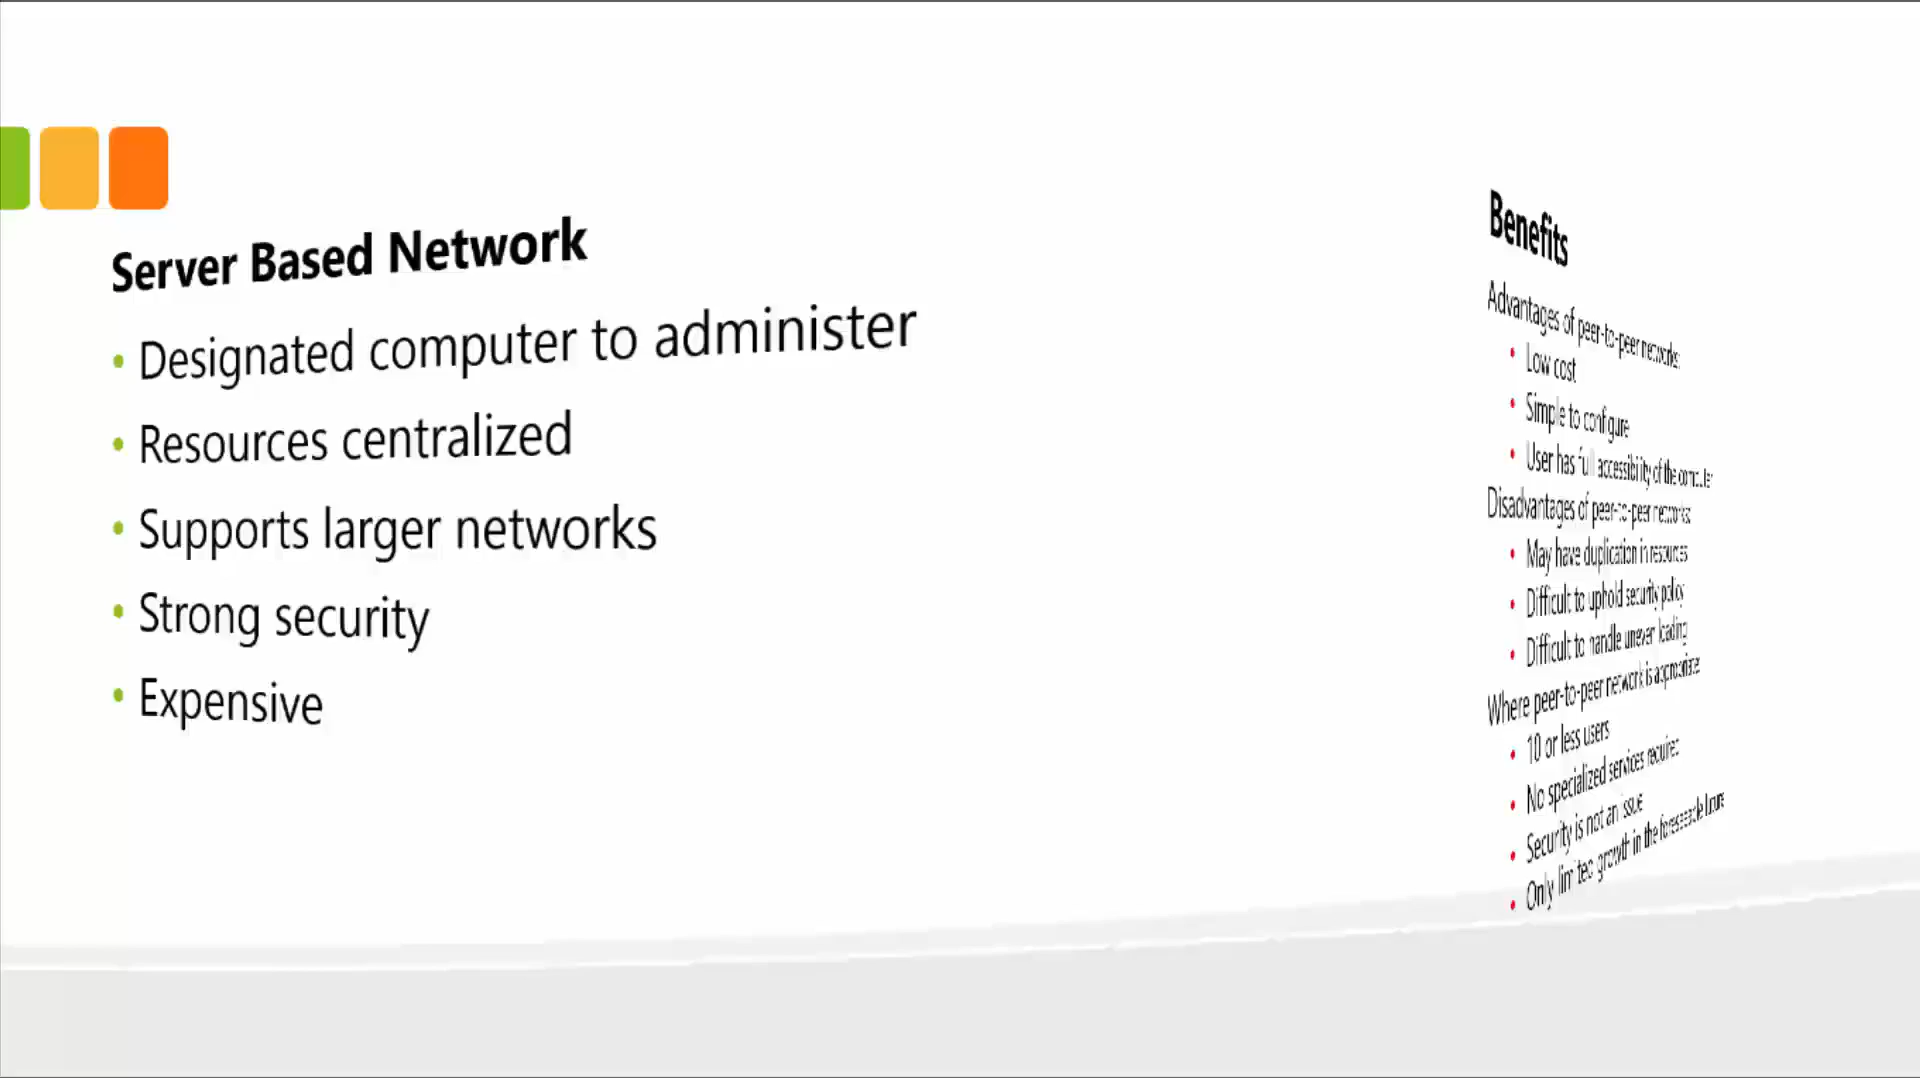 Server Based Network
• Designated computer to administer
• Resources centralized
• Supports larger networks
• Strong security
• Expensive
Benefits
Advantages of peer-to-peer networks:
• Low cost
• Simple to configure
• User has full accessibility of the computer
Disadvantages of peer-to-peer networks:
• May have duplication in resources
• Difficult to uphold security policy
• Difficult to handle uneven loading
Where peer-to-peer network is appropriate:
• 10 or less users
• No specialized services required
• Security is not an issue
• Only limited growth in the foreseeable future